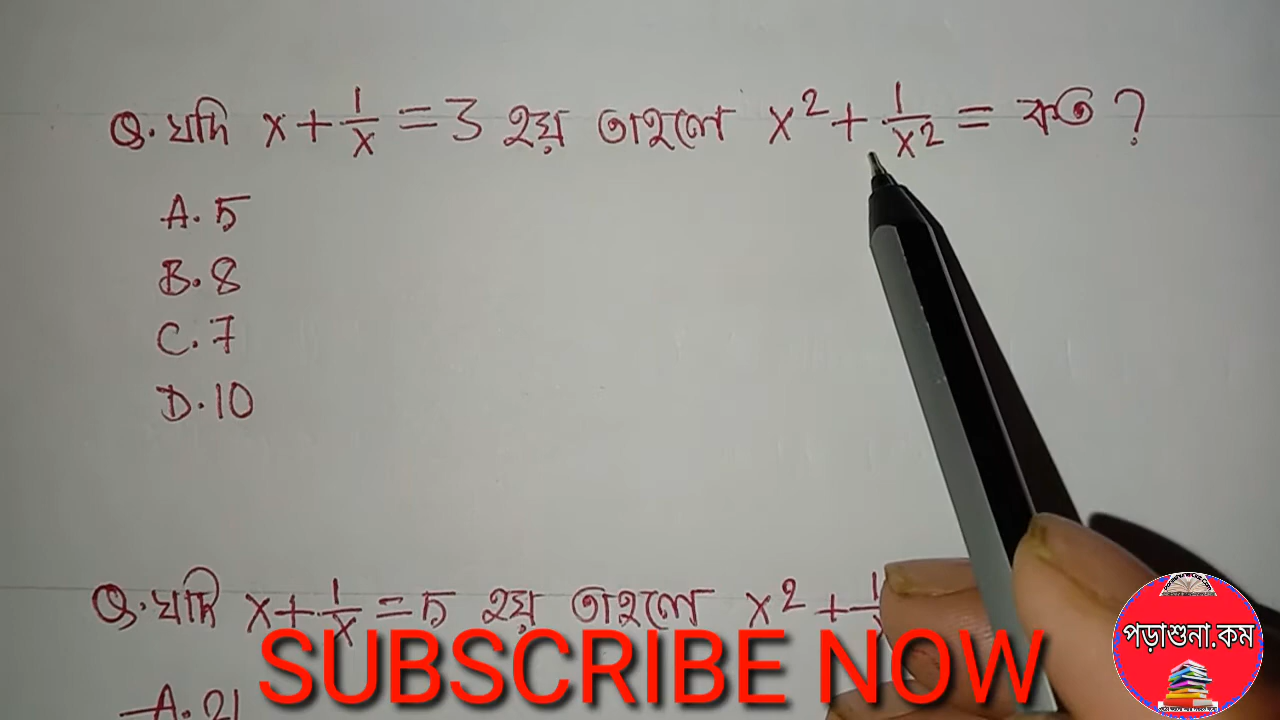 Q. যদি x + 1/x = 3 হয় তাহলে x² + 1/x² = কত ?
A. 5
B. 8
C. 7
D. 10
Q. যদি x + 1/x = 5 হয় তাহলে x² + 1/
SUBSCRIBE NOW
পড়াশুনা.কম
A. 21